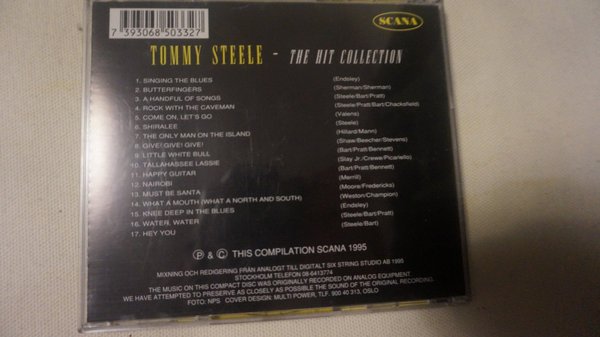 7 393068 503327
SCANA
TOMMY STEELE - THE HIT COLLECTION
1. SINGING THE BLUES (Endsley)
2. BUTTERFINGERS (Sherman/Sherman)
3. A HANDFUL OF SONGS (Steele/Bart/Pratt)
4. ROCK WITH THE CAVEMAN (Steele/Pratt/Bart/Chacksfield)
5. COME ON, LET'S GO (Valens)
6. SHIRALEE (Steele)
7. THE ONLY MAN ON THE ISLAND (Hillard/Mann)
8. GIVE! GIVE! GIVE! (Shaw/Beecher/Stevens)
9. LITTLE WHITE BULL (Bart/Pratt/Bennett)
10. TALLAHASSEE LASSIE (Slay Jr./Crewe/Picariello)
11. HAPPY GUITAR (Bart/Pratt/Bennett)
12. NAIROBI (Merrill)
13. MUST BE SANTA (Moore/Fredericks)
14. WHAT A MOUTH (WHAT A NORTH AND SOUTH) (Weston/Champion)
15. KNEE DEEP IN THE BLUES (Endsley)
16. WATER, WATER (Steele/Bart/Pratt)
17. HEY YOU (Steele/Bart)
℗ & © THIS COMPILATION SCANA 1995
MIXNING OCH REDIGERING FRÅN ANALOGT TILL DIGITALT SIX STRING STUDIO AB 1995
STOCKHOLM TELEFON 08-6413774
THE MUSIC ON THIS COMPACT DISC WAS ORIGINALLY RECORDED ON ANALOG EQUIPMENT.
WE HAVE ATTEMPTED TO PRESERVE AS CLOSELY AS POSSIBLE THE SOUND OF THE ORIGINAL RECORDING.
FOTO: NPS COVER DESIGN: MULTI POWER, TLF. 900 40 313, OSLO